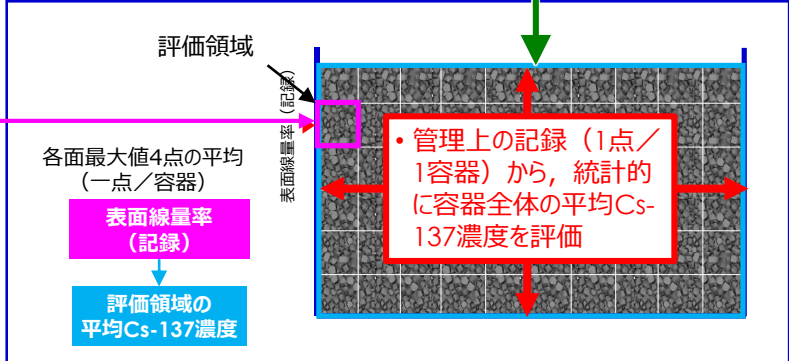 評価領域
表面線量率（記録）
各面最大値4点の平均
（一点／容器）
表面線量率
（記録）
評価領域の
平均Cs-137濃度
• 管理上の記録（1点／
1容器）から，統計的
に容器全体の平均Cs-
137濃度を評価